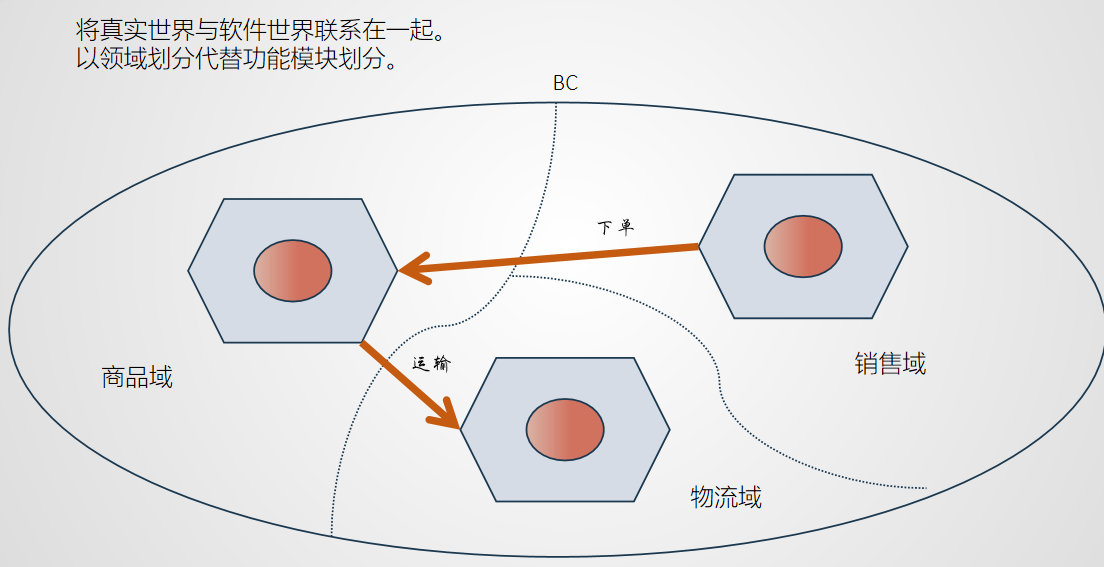 将真实世界与软件世界联系在一起。
以领域划分代替功能模块划分。
BC
下单
运输
销售域
商品域
物流域